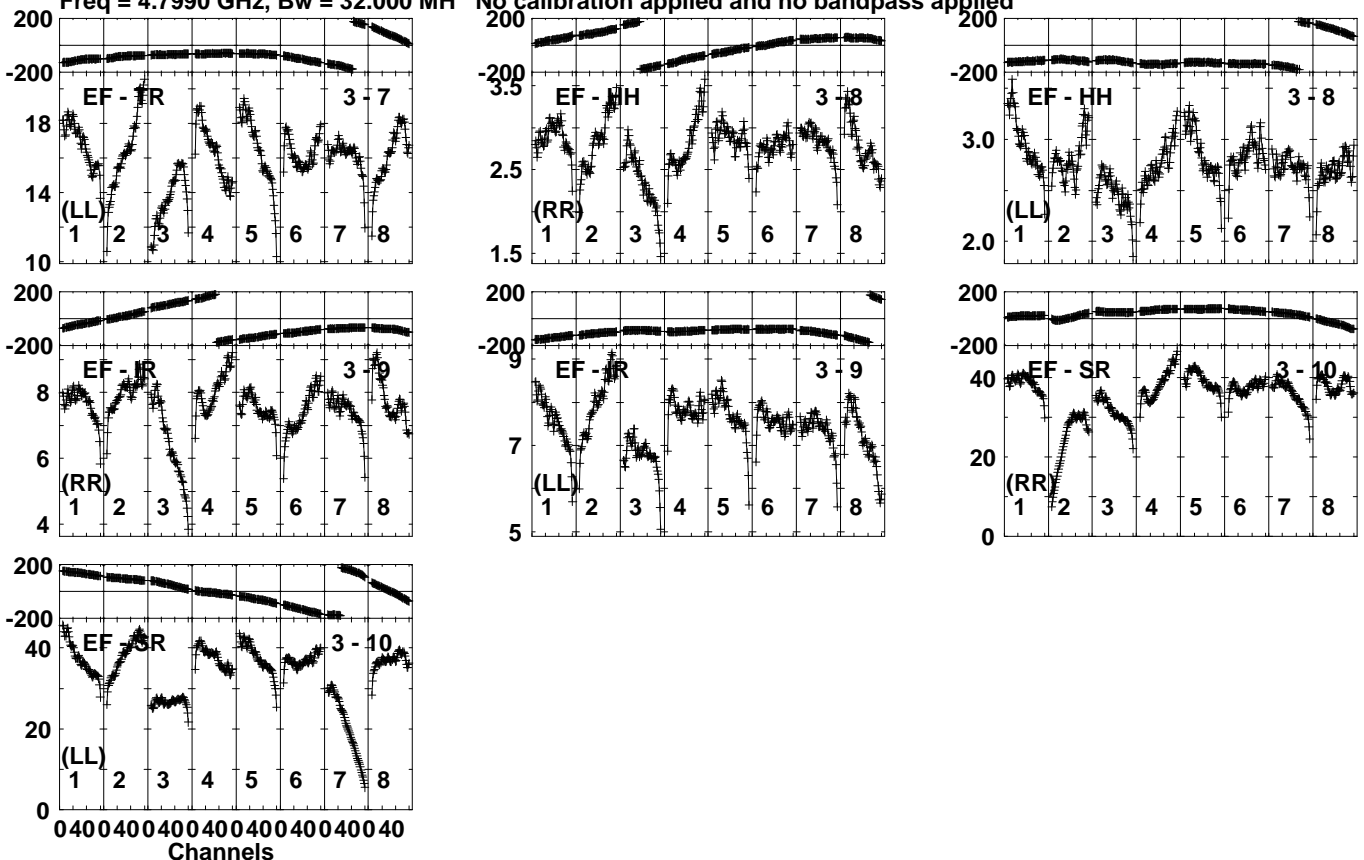 Freq = 4.7990 GHz, Bw = 32.000 MH No calibration applied and no bandpass applied
200
-200
18
14
10
EF - TR 3 - 7
(LL)
1 2 3 4 5 6 7 8
-200
200
3.5
2.5
1.5
EF - HH 3 - 8
(RR)
1 2 3 4 5 6 7 8
200
-200
3.0
2.0
EF - HH 3 - 8
(LL)
1 2 3 4 5 6 7 8
200
-200
8
6
4
EF - IR 3 - 9
(RR)
1 2 3 4 5 6 7 8
200
-200
9
7
5
EF - IR 3 - 9
(LL)
1 2 3 4 5 6 7 8
200
-200
40
20
0
EF - SR 3 - 10
(RR)
1 2 3 4 5 6 7 8
200
-200
40
20
0
EF - SR 3 - 10
(LL)
1 2 3 4 5 6 7 8
0 40 0 40 0 40 0 40 0 40 0 40 0 40 0 40
Channels